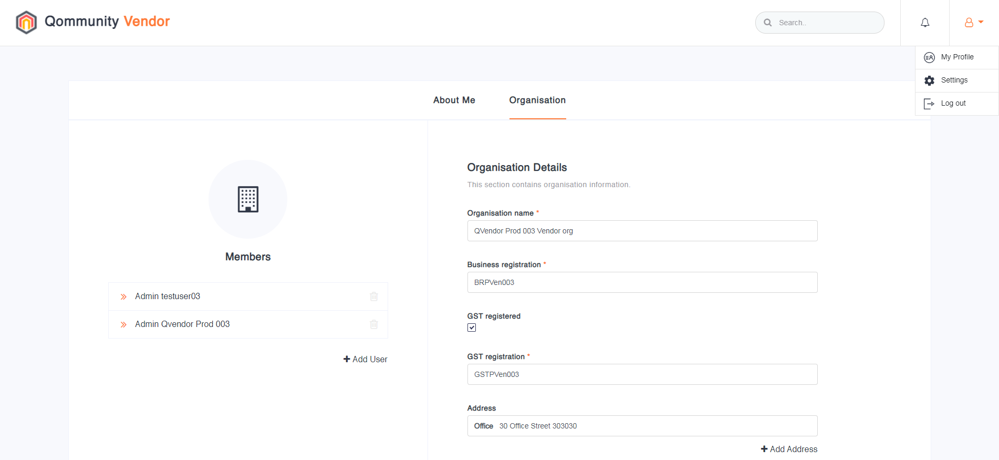 Qommunity Vendor
Search..
My Profile
Settings
Log out
About Me
Organisation
Members
Admin testuser03
Admin Qvendor Prod 003
Add User
Organisation Details
This section contains organisation information.
Organisation name *
QVendor Prod 003 Vendor org
Business registration *
BRPVen003
GST registered
GST registration *
GSTPVen003
Address
Office 30 Office Street 303030
Add Address